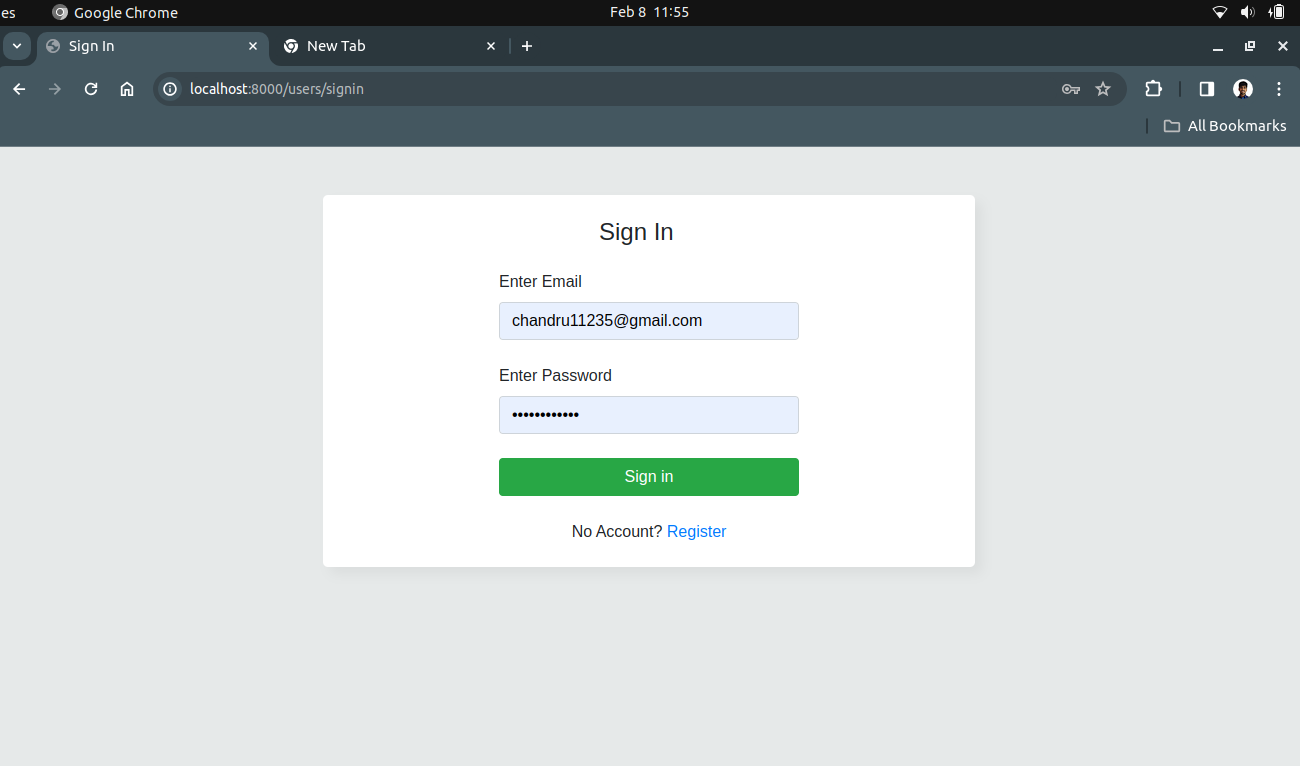 es Google Chrome Feb 8 11:55
Sign In New Tab
localhost:8000/users/signin
All Bookmarks
Sign In
Enter Email
chandru11235@gmail.com
Enter Password
••••••••••••
Sign in
No Account? Register